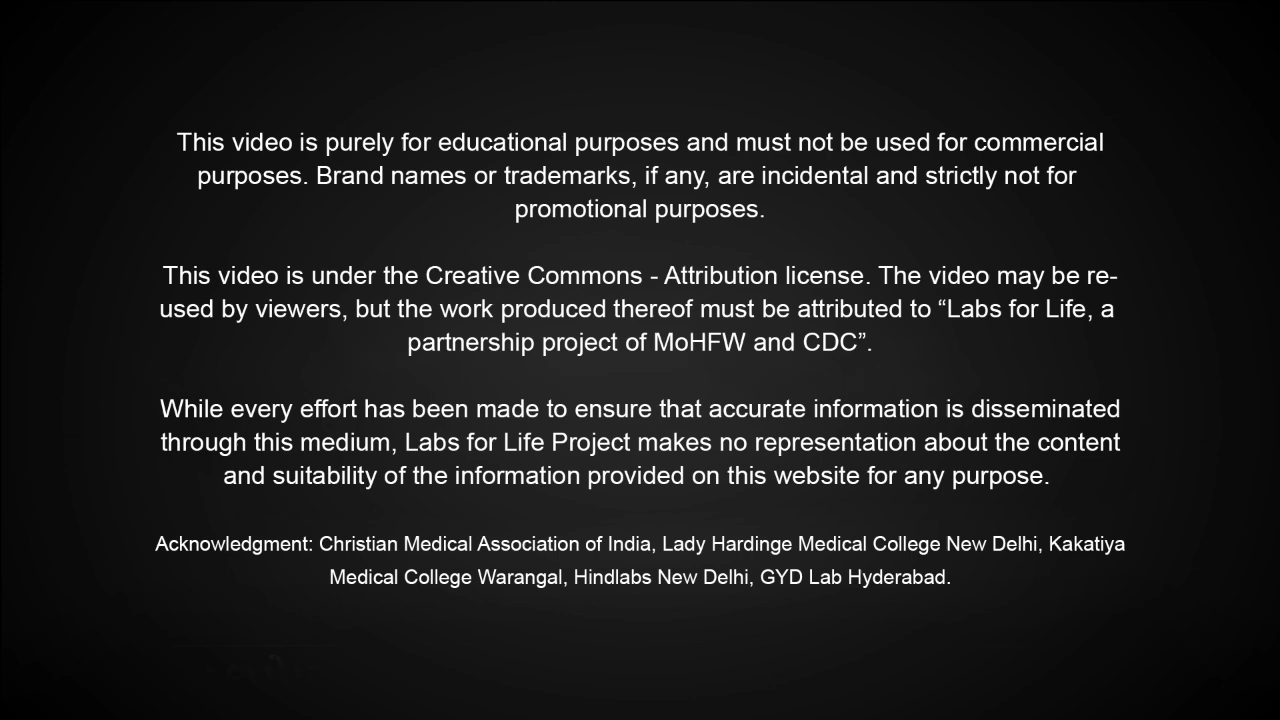 This video is purely for educational purposes and must not be used for commercial
purposes. Brand names or trademarks, if any, are incidental and strictly not for
promotional purposes.
This video is under the Creative Commons - Attribution license. The video may be re-
used by viewers, but the work produced thereof must be attributed to “Labs for Life, a
partnership project of MoHFW and CDC”.
While every effort has been made to ensure that accurate information is disseminated
through this medium, Labs for Life Project makes no representation about the content
and suitability of the information provided on this website for any purpose.
Acknowledgment: Christian Medical Association of India, Lady Hardinge Medical College New Delhi, Kakatiya
Medical College Warangal, Hindlabs New Delhi, GYD Lab Hyderabad.